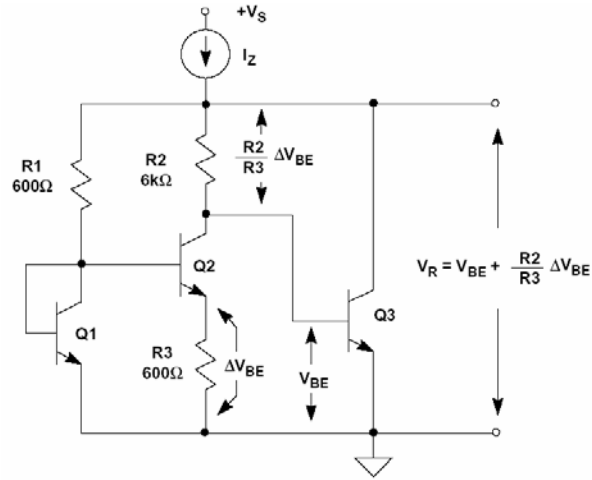 +VS
IZ
R1
600Ω
R2
6kΩ
R2
R3
ΔVBE
Q2
VR = VBE + R2
R3
ΔVBE
Q1
R3
600Ω
ΔVBE
VBE
Q3